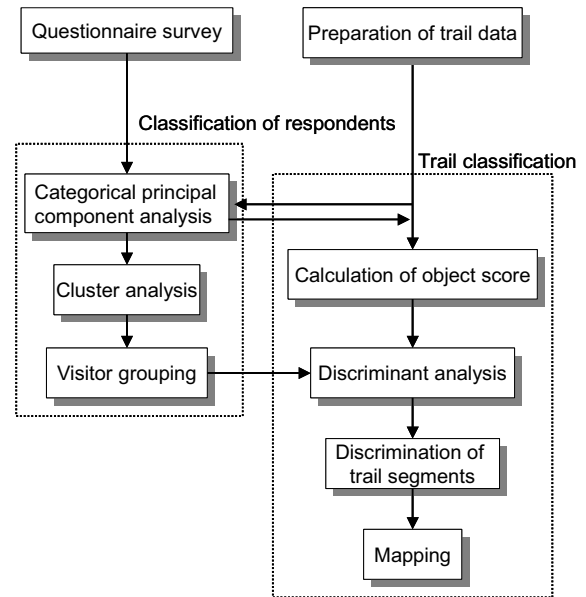 Questionnaire survey
Preparation of trail data
Classification of respondents
Trail classification
Categorical principal
component analysis
Calculation of object score
Cluster analysis
Visitor grouping
Discriminant analysis
Discrimination of
trail segments
Mapping